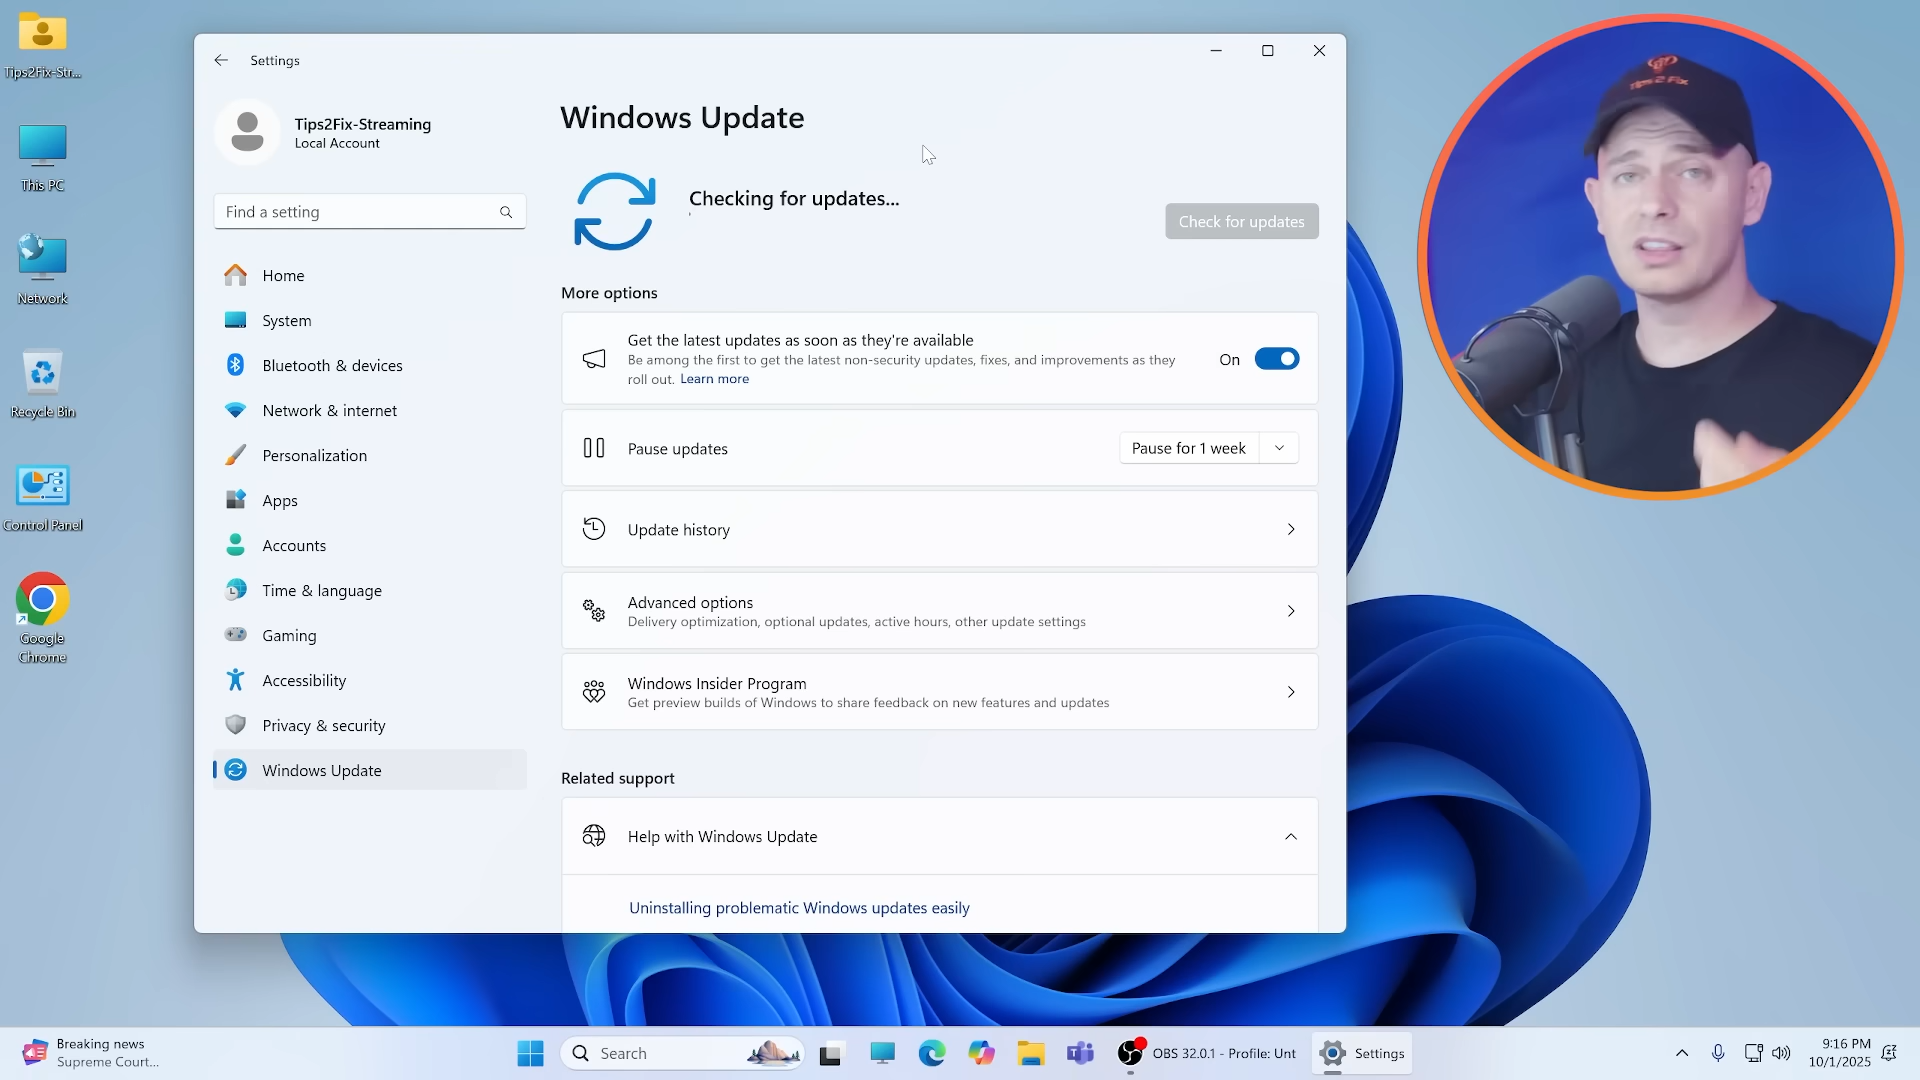 Tips2Fix-Str...
This PC
Network
Recycle Bin
Control Panel
Google
Chrome
Settings
Tips2Fix-Streaming
Local Account
Find a setting
Home
System
Bluetooth & devices
Network & internet
Personalization
Apps
Accounts
Time & language
Gaming
Accessibility
Privacy & security
Windows Update
Windows Update
Checking for updates...
Check for updates
More options
Get the latest updates as soon as they're available
Be among the first to get the latest non-security updates, fixes, and improvements as they
roll out. Learn more
On
Pause updates
Pause for 1 week
Update history
Advanced options
Delivery optimization, optional updates, active hours, other update settings
Windows Insider Program
Get preview builds of Windows to share feedback on new features and updates
Related support
Help with Windows Update
Uninstalling problematic Windows updates easily
Tips 2 Fix
Breaking news
Supreme Court...
Search
OBS 32.0.1 - Profile: Unt
Settings
9:16 PM
10/1/2025